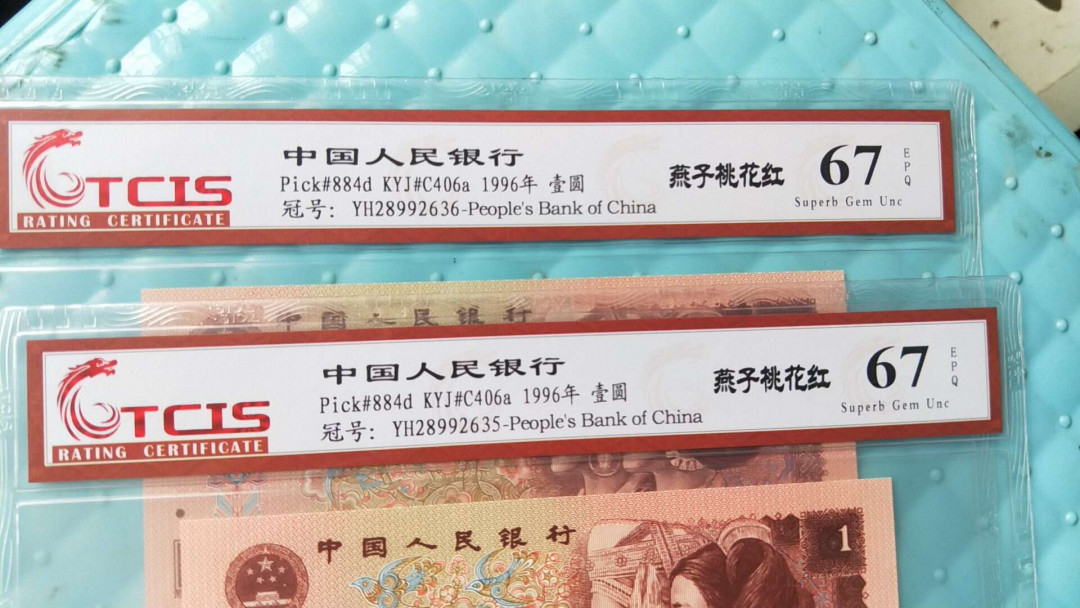 TCIS
RATING CERTIFICATE
中国人民银行
Pick#884d KYJ#C406a 1996年 壹圆
冠号: YH28992636-People's Bank of China
燕子桃花红
67
EPQ
Superb Gem Unc
中国人民银行
TCIS
RATING CERTIFICATE
中国人民银行
Pick#884d KYJ#C406a 1996年 壹圆
冠号: YH28992635-People's Bank of China
燕子桃花红
67
EPQ
Superb Gem Unc
中国人民银行
1